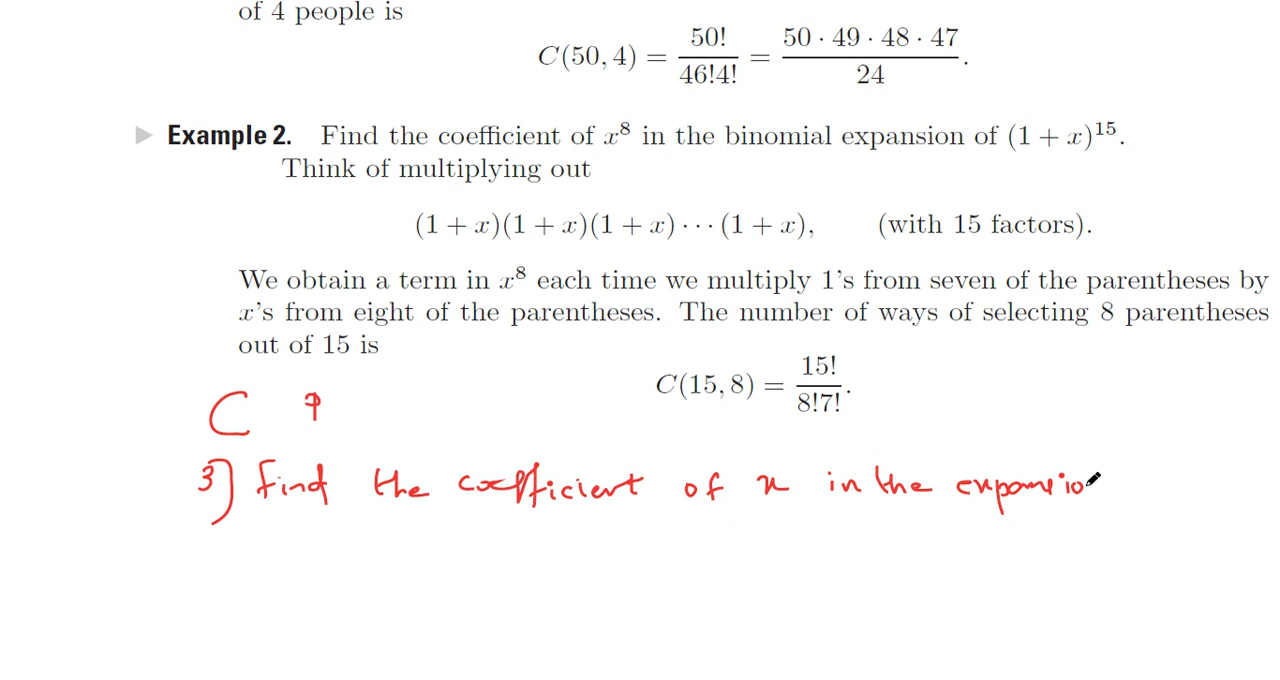 of 4 people is
C(50, 4) = 50!/46!4! = 50 · 49 · 48 · 47/24.
▶ Example 2. Find the coefficient of x⁸ in the binomial expansion of (1 + x)¹⁵.
Think of multiplying out
(1 + x)(1 + x)(1 + x) · · · (1 + x), (with 15 factors).
We obtain a term in x⁸ each time we multiply 1’s from seven of the parentheses by
x’s from eight of the parentheses. The number of ways of selecting 8 parentheses
out of 15 is
C(15, 8) = 15!/8!7!.
C P
3) Find the coefficient of x in the expansio